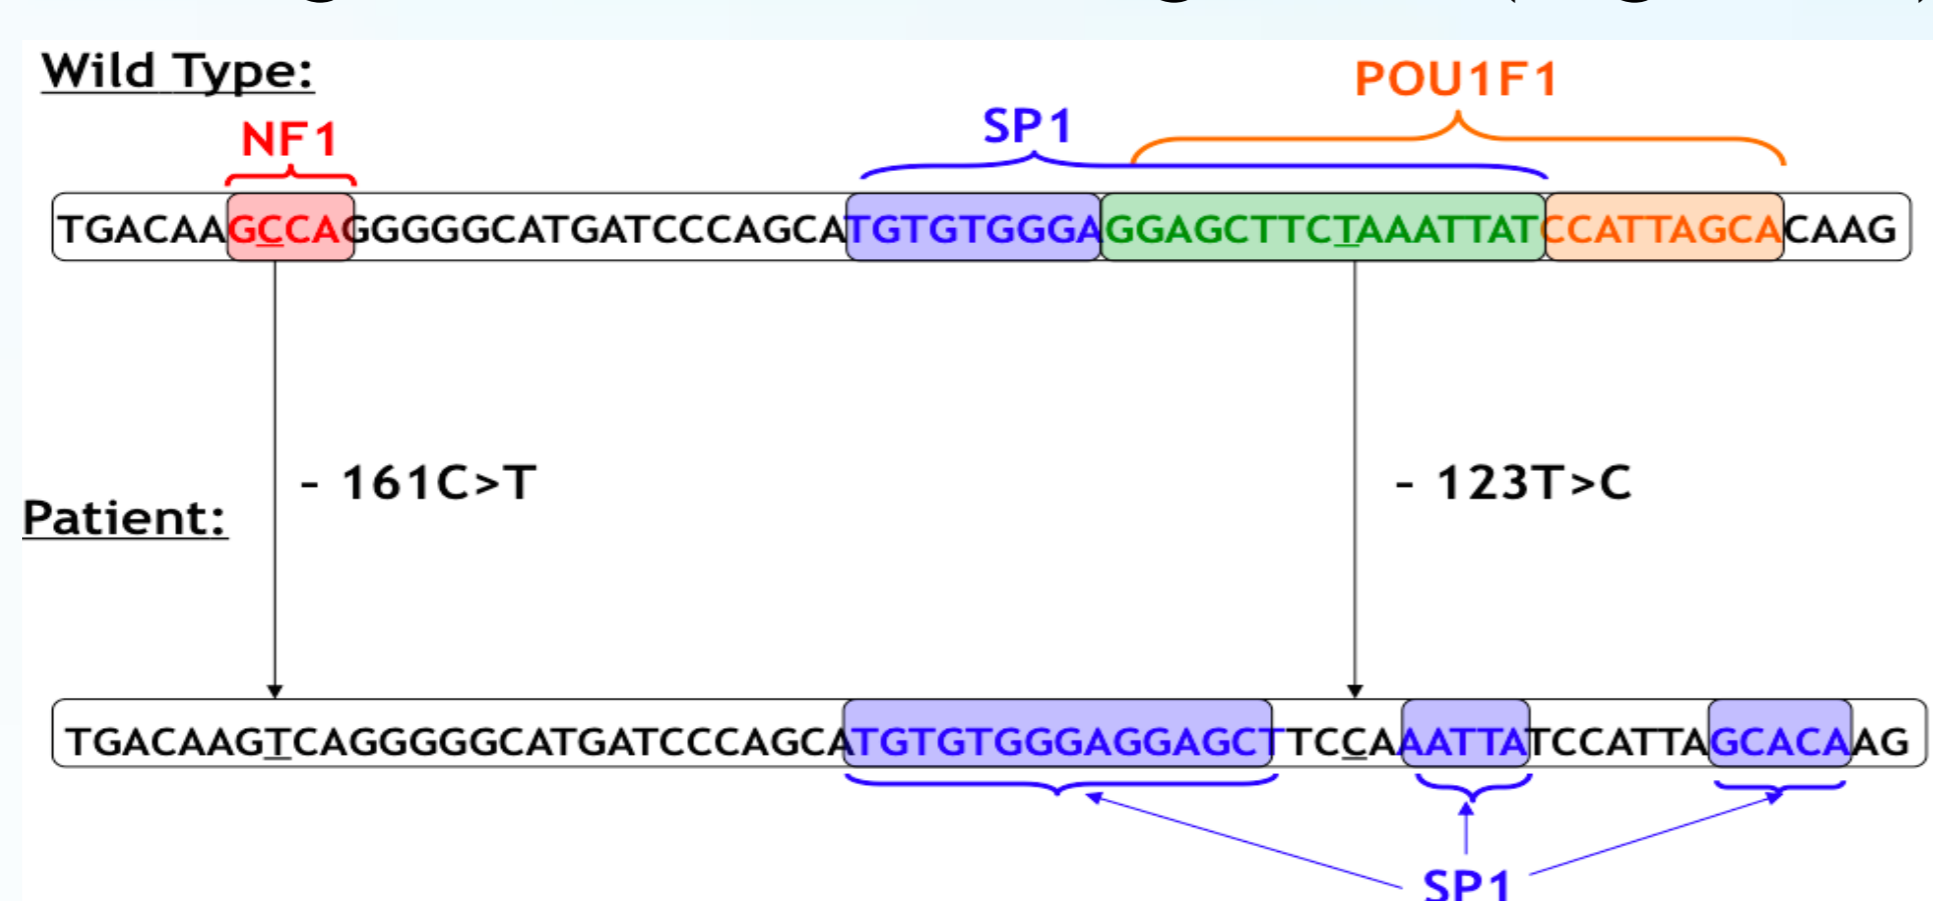 Wild Type:
POU1F1
SP1
NF1
TGACAAGCCAGGGGGCATGATCCCAGCATGTGTGGGAGGAGCTTCTAAATTATCCATTAGCACAAG
- 161C>T
- 123T>C
Patient:
TGACAAGTCAGGGGGCATGATCCCAGCATGTGTGGGAGGAGCTTCCAAATTATCCATTAGCACAAG
SP1